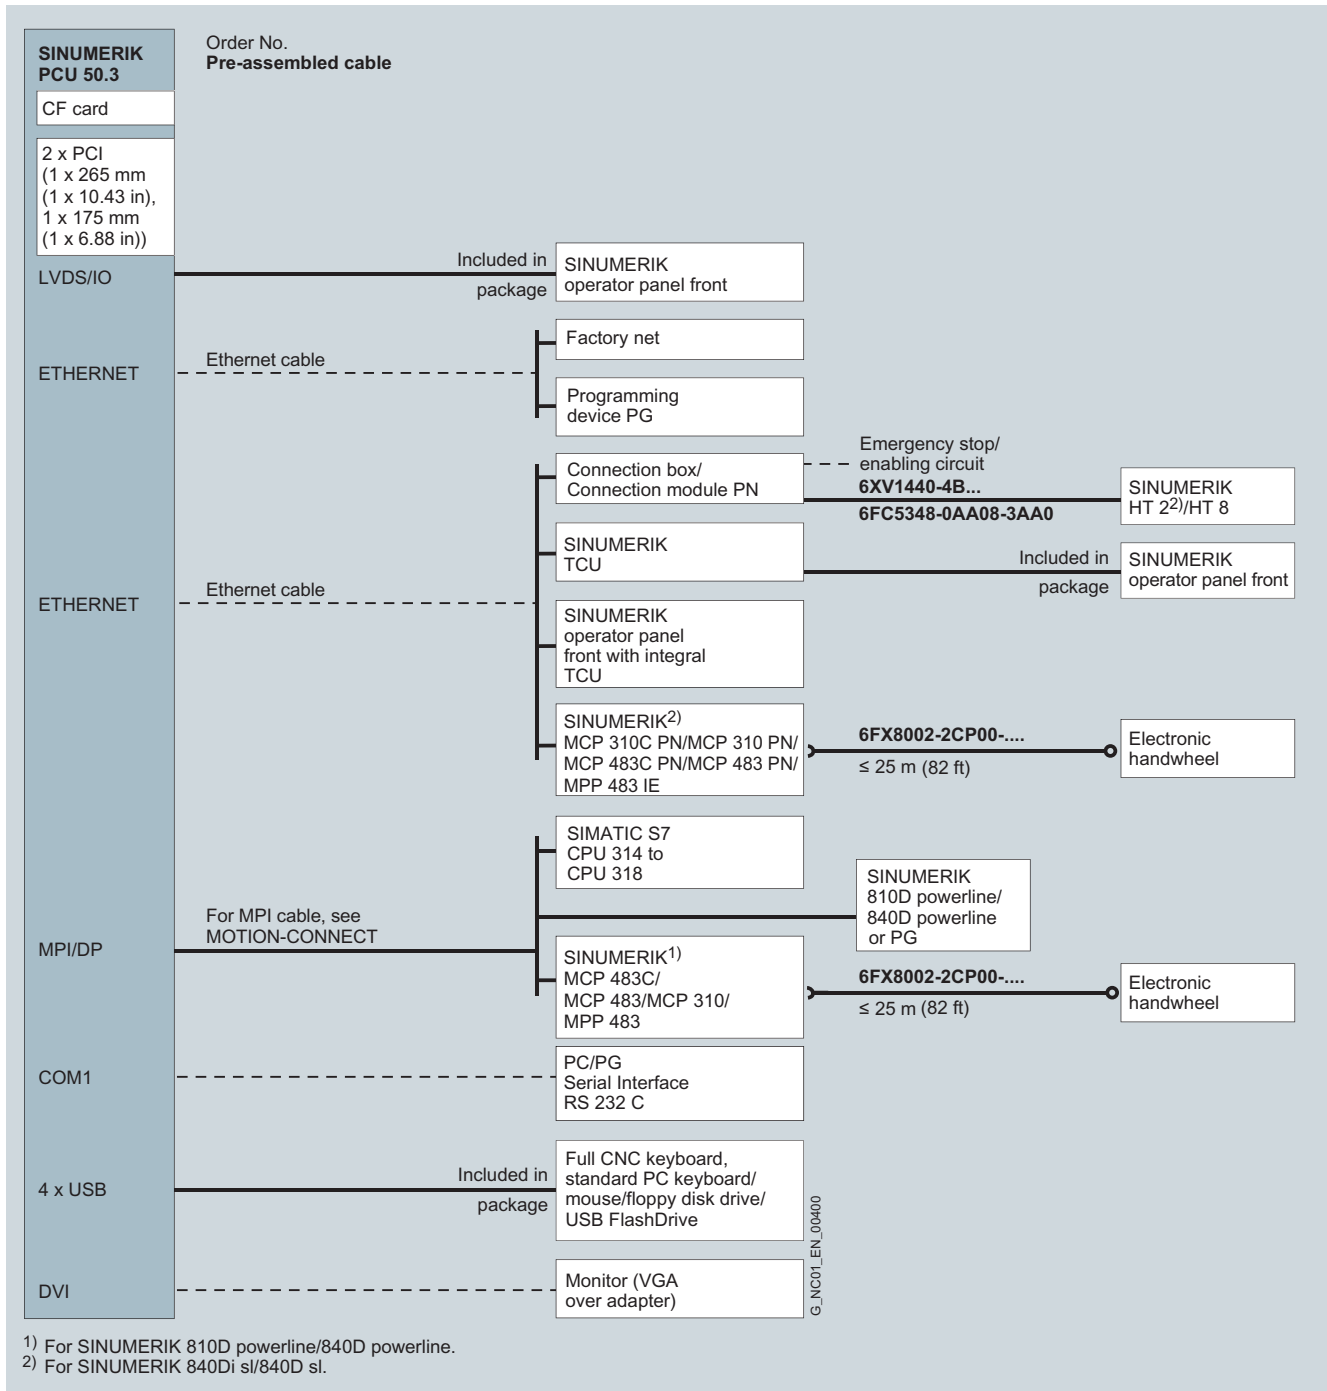 SINUMERIK
PCU 50.3
Order No.
Pre-assembled cable
CF card
2 x PCI
(1 x 265 mm
(1 x 10.43 in),
1 x 175 mm
(1 x 6.88 in))
LVDS/IO
Included in
package
SINUMERIK
operator panel front
ETHERNET
Ethernet cable
Factory net
Programming
device PG
ETHERNET
Ethernet cable
Connection box/
Connection module PN
Emergency stop/
enabling circuit
6XV1440-4B...
6FC5348-0AA08-3AA0
SINUMERIK
HT 2²⁾/HT 8
SINUMERIK
TCU
Included in
package
SINUMERIK
operator panel front
SINUMERIK
operator panel
front with integral
TCU
SINUMERIK²⁾
MCP 310C PN/MCP 310 PN/
MCP 483C PN/MCP 483 PN/
MPP 483 IE
6FX8002-2CP00-....
≤ 25 m (82 ft)
Electronic
handwheel
MPI/DP
For MPI cable, see
MOTION-CONNECT
SIMATIC S7
CPU 314 to
CPU 318
SINUMERIK
810D powerline/
840D powerline
or PG
SINUMERIK¹⁾
MCP 483C/
MCP 483/MCP 310/
MPP 483
6FX8002-2CP00-....
≤ 25 m (82 ft)
Electronic
handwheel
COM1
PC/PG
Serial Interface
RS 232 C
4 x USB
Included in
package
Full CNC keyboard,
standard PC keyboard/
mouse/floppy disk drive/
USB FlashDrive
DVI
Monitor (VGA
over adapter)
G_NC01_EN_00400
¹⁾ For SINUMERIK 810D powerline/840D powerline.
²⁾ For SINUMERIK 840Di sl/840D sl.